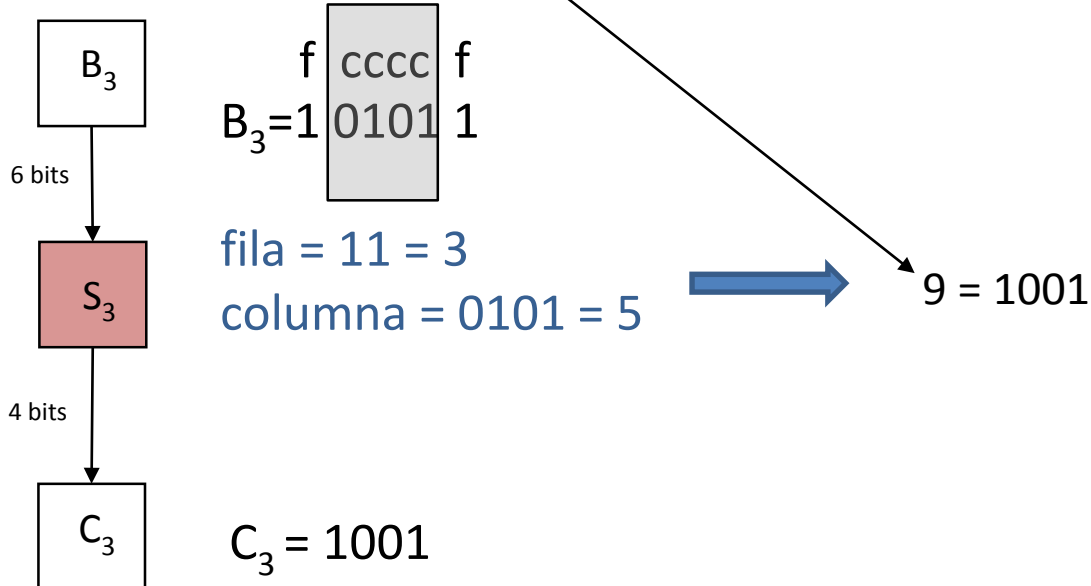 B₃
f cccc f
B₃=1 0101 1
6 bits
fila = 11 = 3
S₃
columna = 0101 = 5
9 = 1001
4 bits
C₃
C₃ = 1001